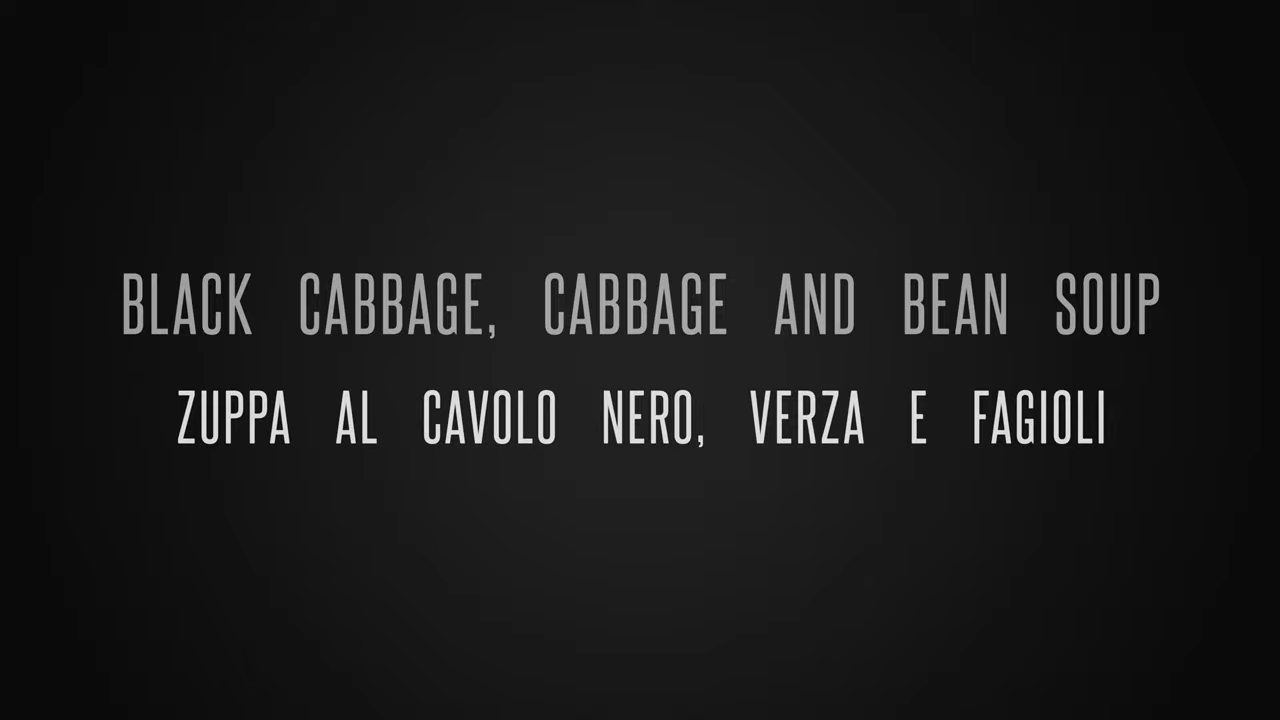 BLACK CABBAGE, CABBAGE AND BEAN SOUP
ZUPPA AL CAVOLO NERO, VERZA E FAGIOLI